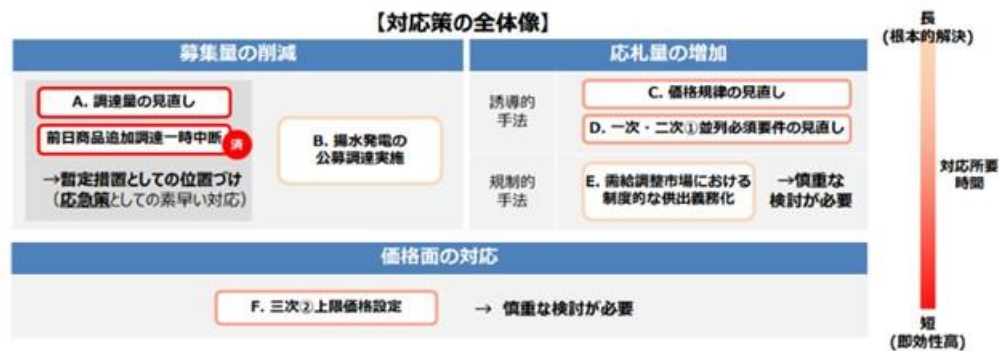 【対応策の全体像】
募集量の削減
A. 調達量の見直し
前日商品追加調達一時中断
済
→暫定措置としての位置づけ
（応急策としての素早い対応）
B. 揚水発電の
公募調達実施
応札量の増加
誘導的
手法
C. 価格規律の見直し
D. 一次・二次①並列必須要件の見直し
規制的
手法
E. 需給調整市場における
制度的な供出義務化
→慎重な
検討が必要
価格面の対応
F. 三次②上限価格設定
→ 慎重な検討が必要
長
(根本的解決)
対応所要
時間
短
(即効性高)